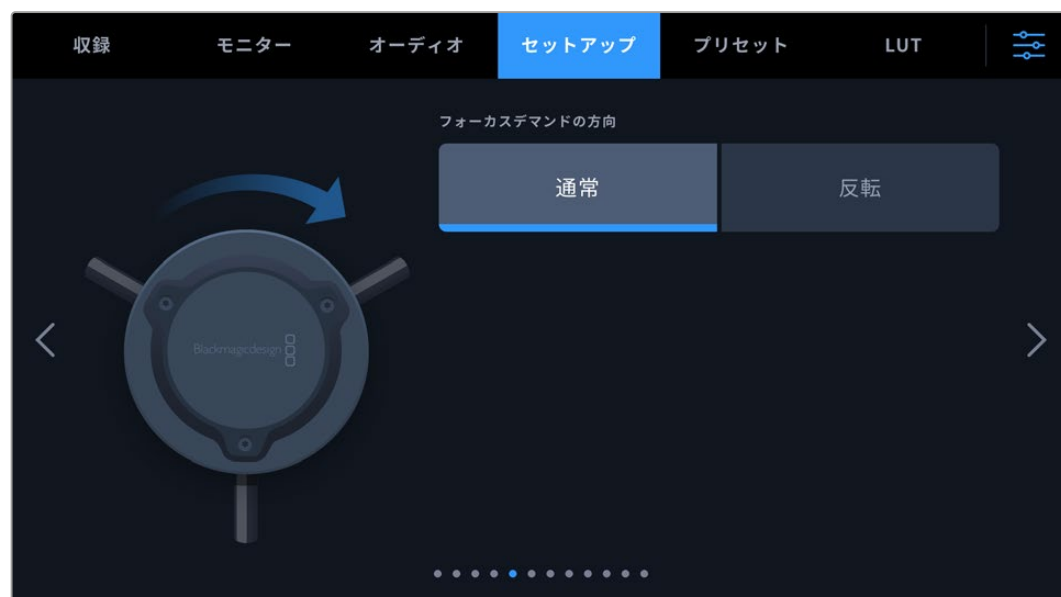 収録 モニター オーディオ セットアップ プリセット LUT
フォーカスデマンドの方向
通常 反転
Blackmagicdesign